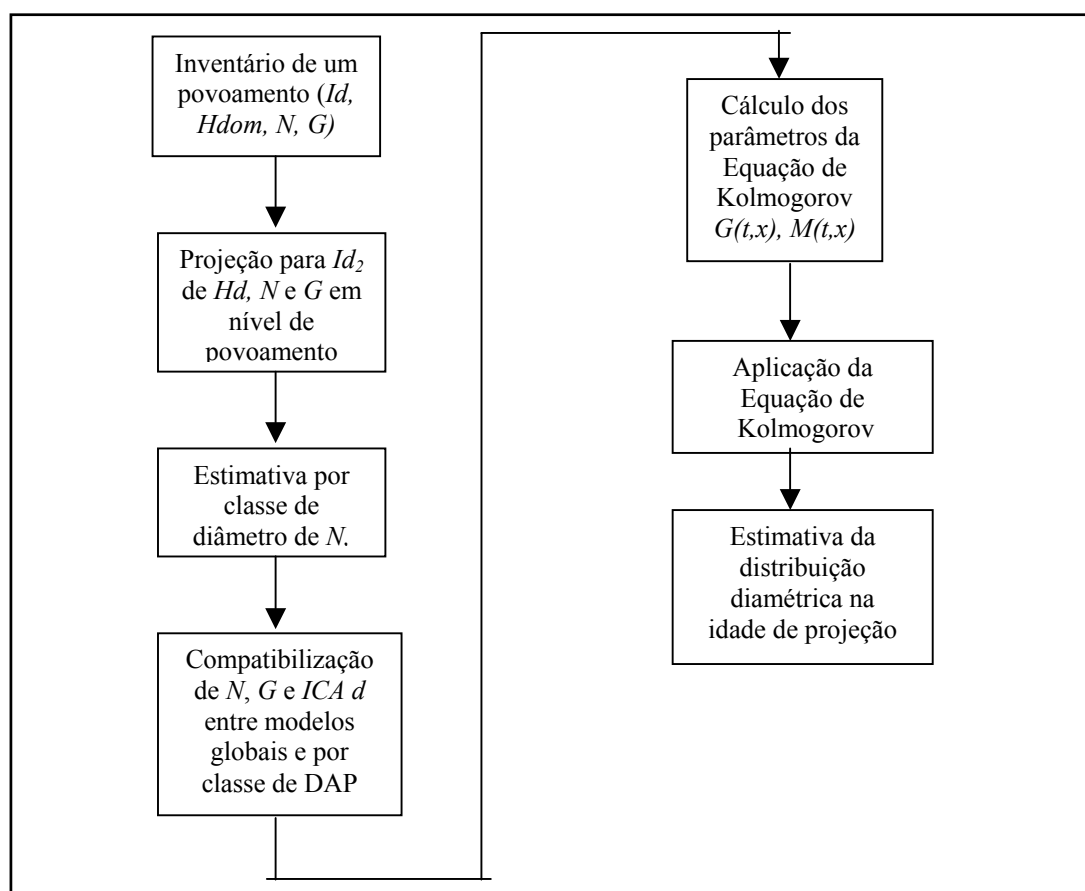 Inventário de um
povoamento (Id,
Hdom, N, G)
Projeção para Id₂
de Hd, N e G em
nível de
povoamento
Estimativa por
classe de
diâmetro de N.
Compatibilização
de N, G e ICA d
entre modelos
globais e por
classe de DAP
Cálculo dos
parâmetros da
Equação de
Kolmogorov
G(t,x), M(t,x)
Aplicação da
Equação de
Kolmogorov
Estimativa da
distribuição
diamétrica na
idade de projeção